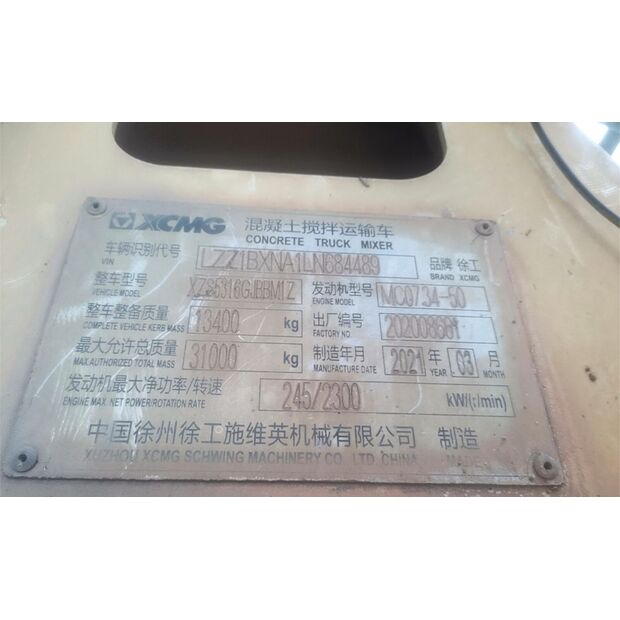 XCMG 混凝土搅拌运输车
CONCRETE TRUCK MIXER
车辆识别代号 LZZ1BXNA1LN684489 品牌 徐工
VIN BRAND XCMG
整车型号 XZS5316GJBBM1Z 发动机型号 MC07.34-50
VEHICLE MODEL ENGINE MODEL
整车整备质量 13400 kg 出厂编号
COMPLETE VEHICLE KERB MASS FACTORY NO
最大允许总质量 31000 kg 制造年月 2021 年 03 月
MAX.AUTHORIZED TOTAL MASS MANUFACTURE DATE YEAR MONTH
发动机最大净功率/转速 245/2300 kW/(r/min)
ENGINE MAX. NET POWER/ROTATION RATE
中国徐州徐工施维英机械有限公司 制造
XUZHOU XCMG SCHWING MACHINERY CO. LTD. CHINA